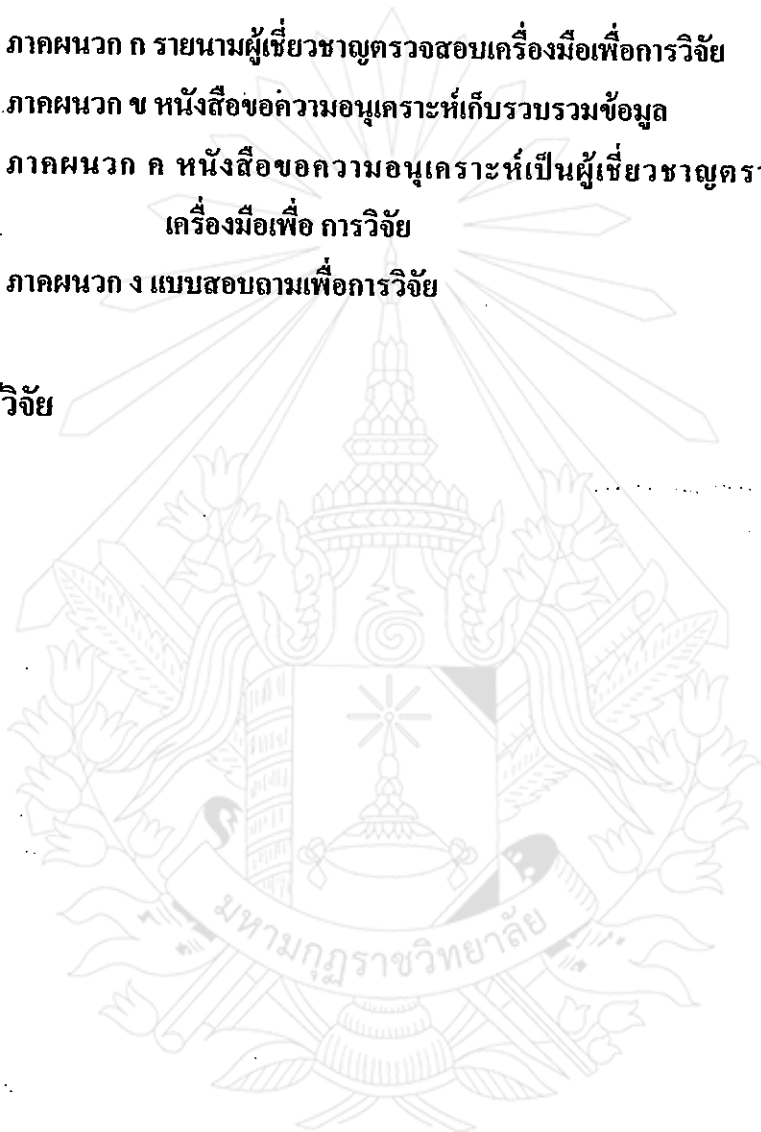 ภาคผนวก ก รายนามผู้เชี่ยวชาญตรวจสอบเครื่องมือเพื่อการวิจัย
ภาคผนวก ข หนังสือขอความอนุเคราะห์เก็บรวบรวมข้อมูล
ภาคผนวก ค หนังสือขอความอนุเคราะห์เป็นผู้เชี่ยวชาญตรว
เครื่องมือเพื่อ การวิจัย
ภาคผนวก ง แบบสอบถามเพื่อการวิจัย
วิจัย
มหามกุฏราชวิทยาลัย